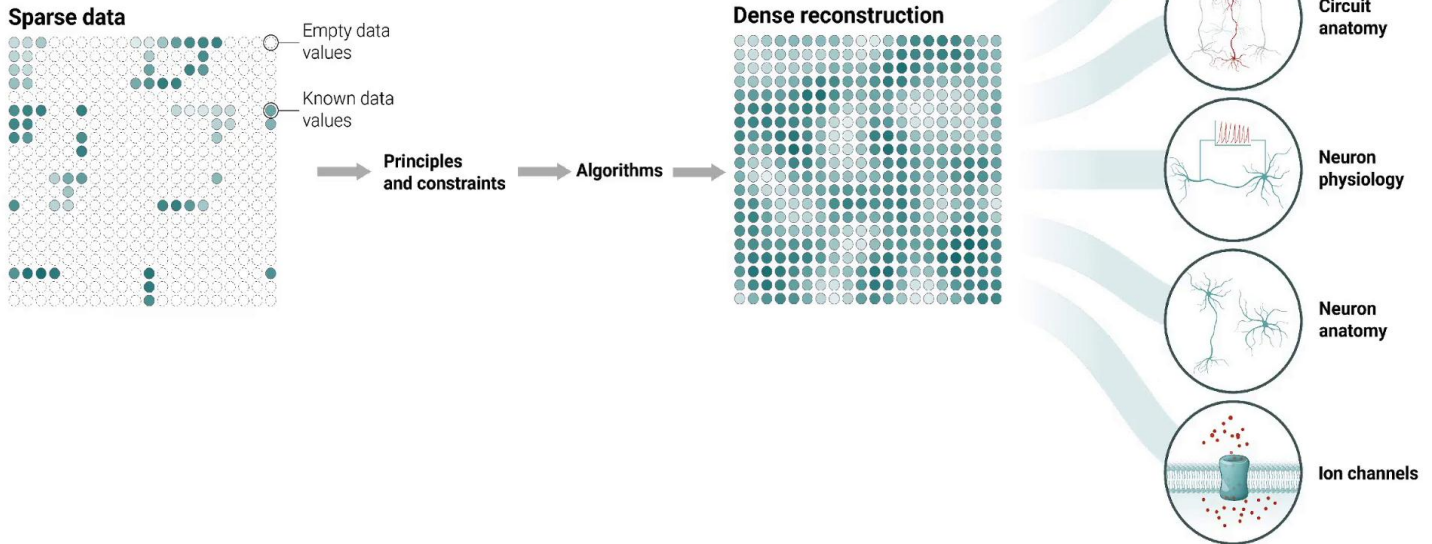 Sparse data
Empty data
values
Known data
values
Principles
and constraints
Algorithms
Dense reconstruction
Circuit
anatomy
Neuron
physiology
Neuron
anatomy
Ion channels